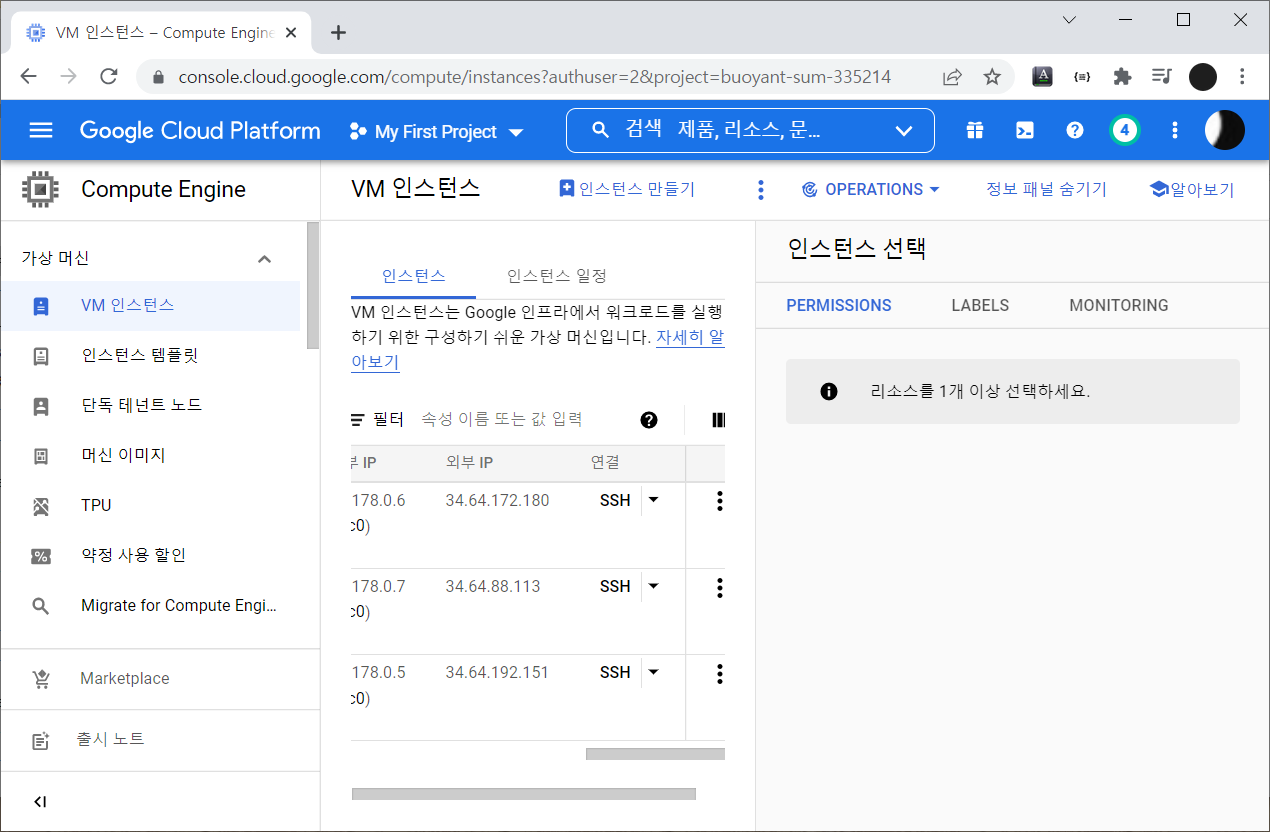 VM 인스턴스 – Compute Engine
console.cloud.google.com/compute/instances?authuser=2&project=buoyant-sum-335214
Google Cloud Platform
My First Project
검색 제품, 리소스, 문...
4
Compute Engine
VM 인스턴스
인스턴스 만들기
OPERATIONS
정보 패널 숨기기
알아보기
가상 머신
VM 인스턴스
인스턴스 템플릿
단독 테넌트 노드
머신 이미지
TPU
약정 사용 할인
Migrate for Compute Engi...
Marketplace
출시 노트
인스턴스
인스턴스 일정
VM 인스턴스는 Google 인프라에서 워크로드를 실행
하기 위한 구성하기 쉬운 가상 머신입니다. 자세히 알
아보기
필터 속성 이름 또는 값 입력
부 IP 외부 IP 연결
178.0.6 34.64.172.180 SSH
c0)
178.0.7 34.64.88.113 SSH
c0)
178.0.5 34.64.192.151 SSH
c0)
인스턴스 선택
PERMISSIONS LABELS MONITORING
리소스를 1개 이상 선택하세요.